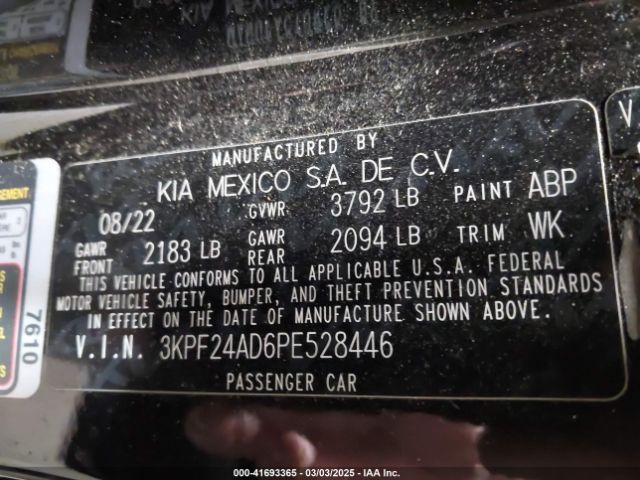 MANUFACTURED BY
KIA MEXICO S.A. DE C.V.
08/22 GVWR 3792 LB PAINT ABP
GAWR FRONT 2183 LB GAWR REAR 2094 LB TRIM WK
THIS VEHICLE CONFORMS TO ALL APPLICABLE U.S.A. FEDERAL
MOTOR VEHICLE SAFETY, BUMPER, AND THEFT PREVENTION STANDARDS
IN EFFECT ON THE DATE OF MANUFACTURE SHOWN ABOVE.
V.I.N. 3KPF24AD6PE528446
PASSENGER CAR
7610
V
000-41693365 | 03/03/2025 - IAA Inc.